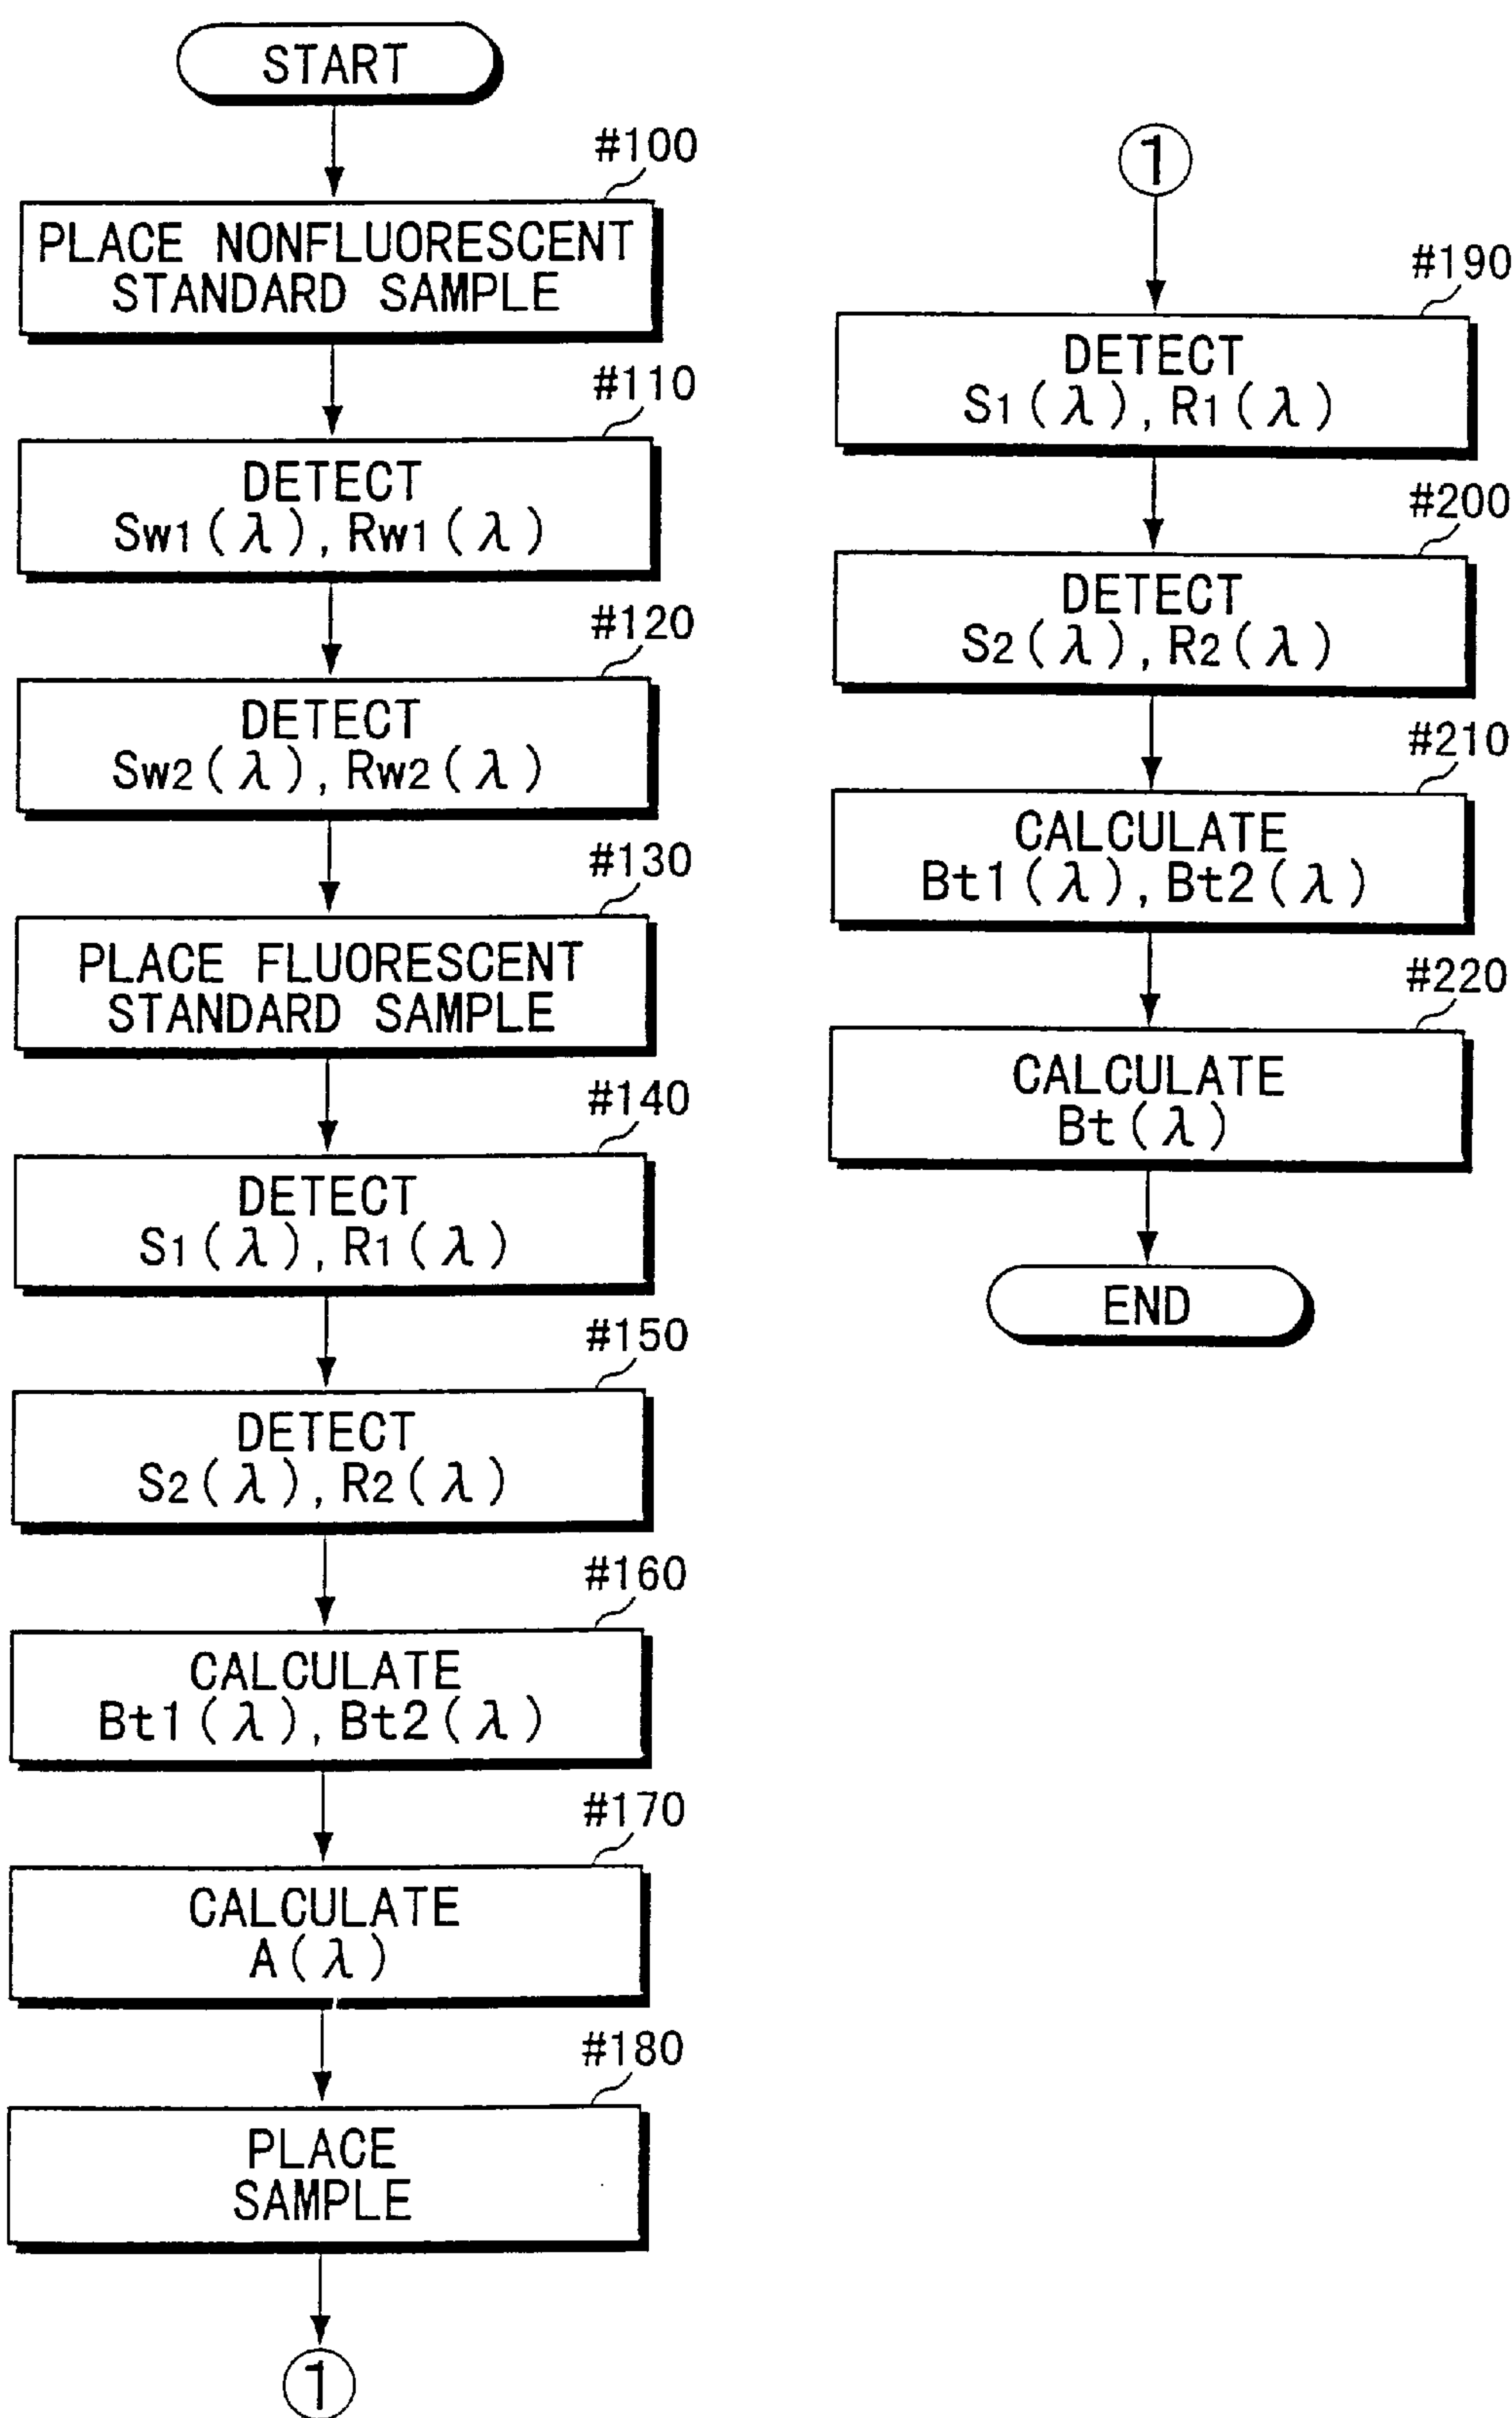 START
#100
PLACE NONFLUORESCENT
STANDARD SAMPLE
#110
DETECT
Sw1(λ), Rw1(λ)
#120
DETECT
Sw2(λ), Rw2(λ)
#130
PLACE FLUORESCENT
STANDARD SAMPLE
#140
DETECT
S1(λ), R1(λ)
#150
DETECT
S2(λ), R2(λ)
#160
CALCULATE
Bt1(λ), Bt2(λ)
#170
CALCULATE
A(λ)
#180
PLACE
SAMPLE
1
1
#190
DETECT
S1(λ), R1(λ)
#200
DETECT
S2(λ), R2(λ)
#210
CALCULATE
Bt1(λ), Bt2(λ)
#220
CALCULATE
Bt(λ)
END